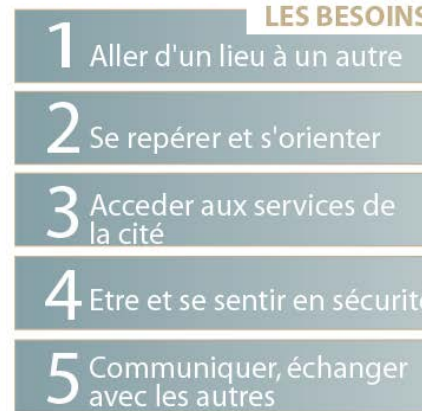 LES BESOINS
1 Aller d'un lieu à un autre
2 Se repérer et s'orienter
3 Acceder aux services de
la cité
4 Etre et se sentir en sécurité
5 Communiquer, échanger
avec les autres